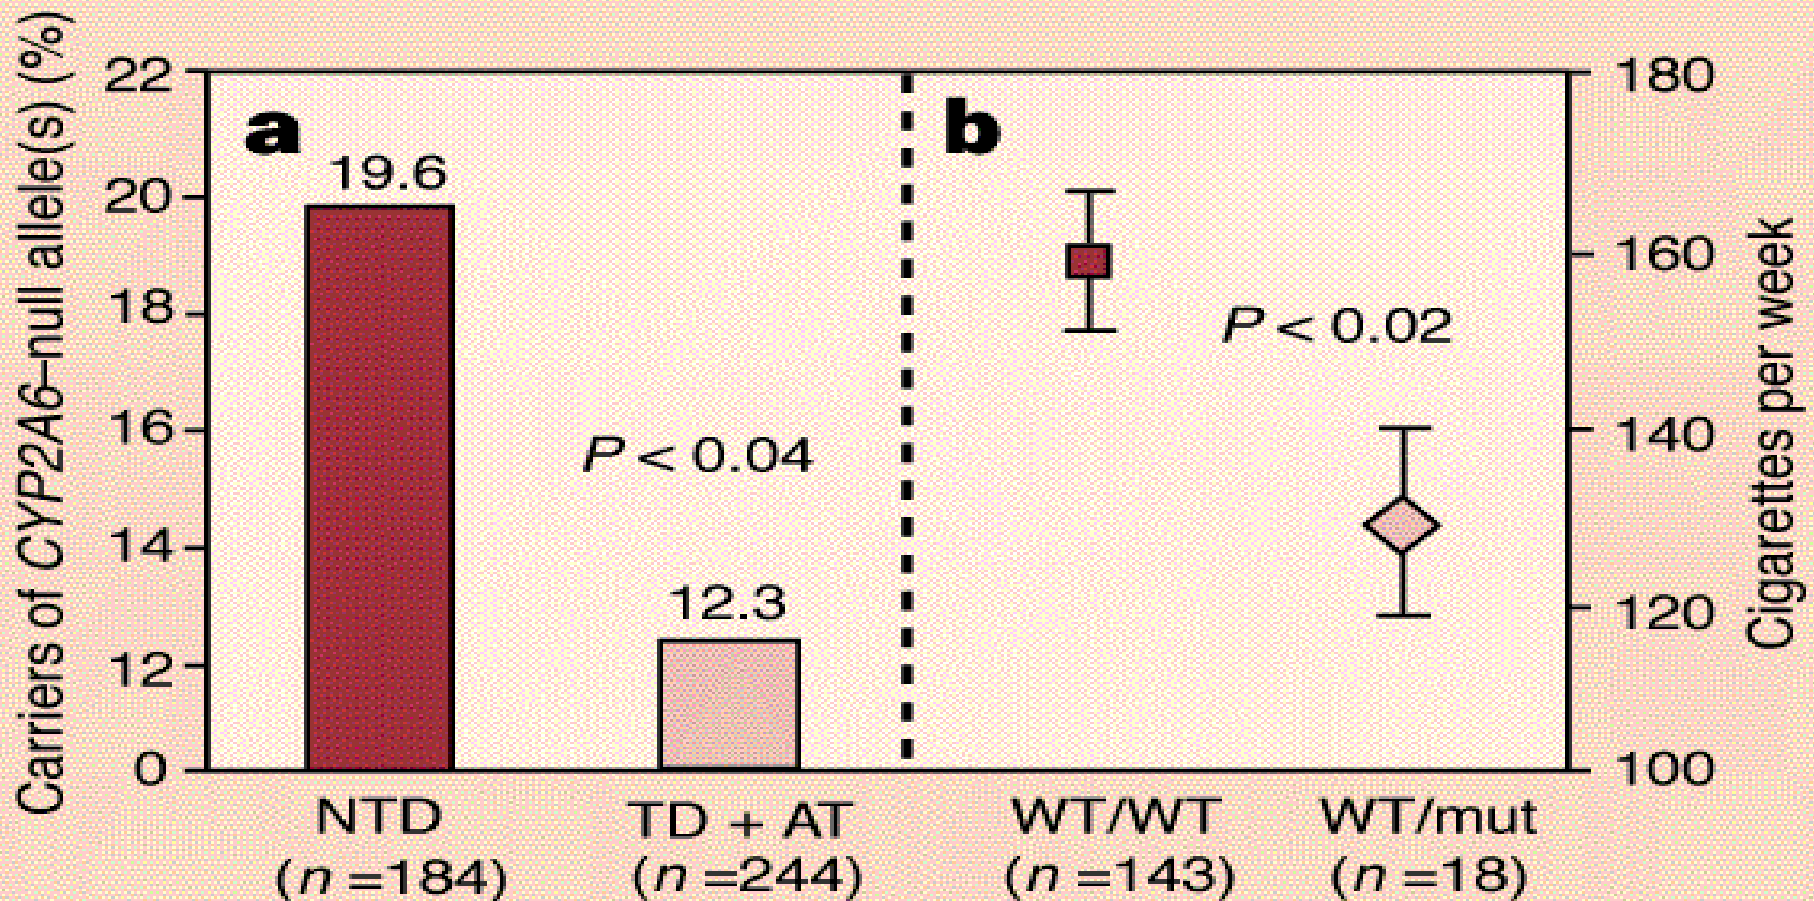 Carriers of CYP2A6–null allele(s) (%)
22
20
18
16
14
12
0
a
19.6
P < 0.04
12.3
NTD
(n =184)
TD + AT
(n =244)
b
P < 0.02
WT/WT
(n =143)
WT/mut
(n =18)
180
160
140
120
100
Cigarettes per week